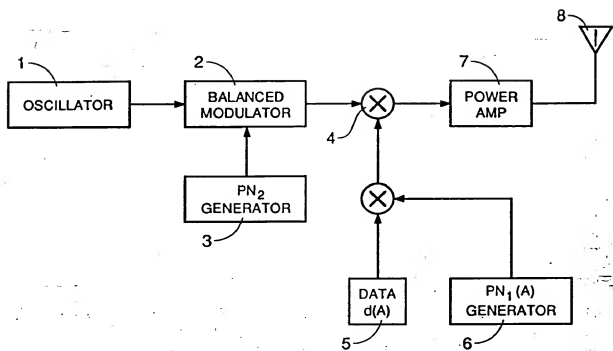 8
1
2
7
OSCILLATOR
BALANCED
MODULATOR
4
POWER
AMP
PN2
GENERATOR
3
DATA
d(A)
5
PN1(A)
GENERATOR
6